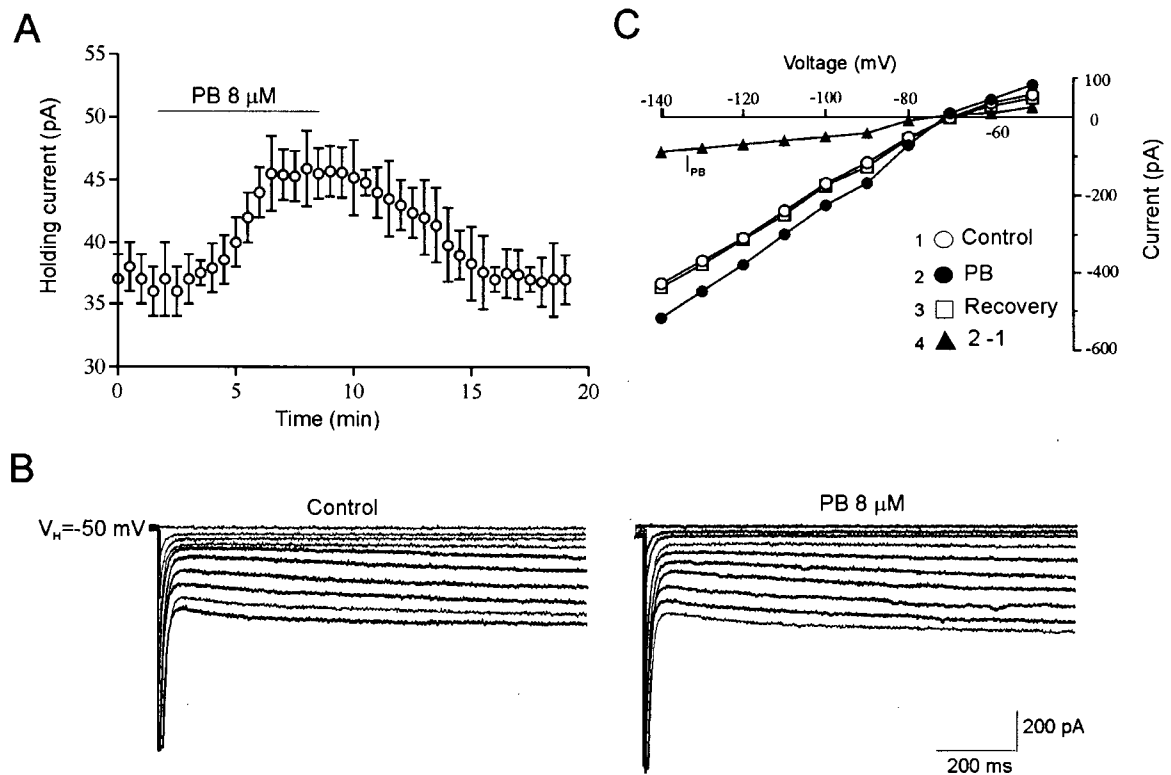 A
55
50
45
40
35
30
Holding current (pA)
PB 8 μM
0
5
10
15
20
Time (min)
C
Voltage (mV)
-140
-120
-100
-80
-60
100
0
-200
-400
-600
Current (pA)
I_PB
1 Control
2 PB
3 Recovery
4 2 -1
B
V_H=-50 mV
Control
PB 8 μM
200 pA
200 ms